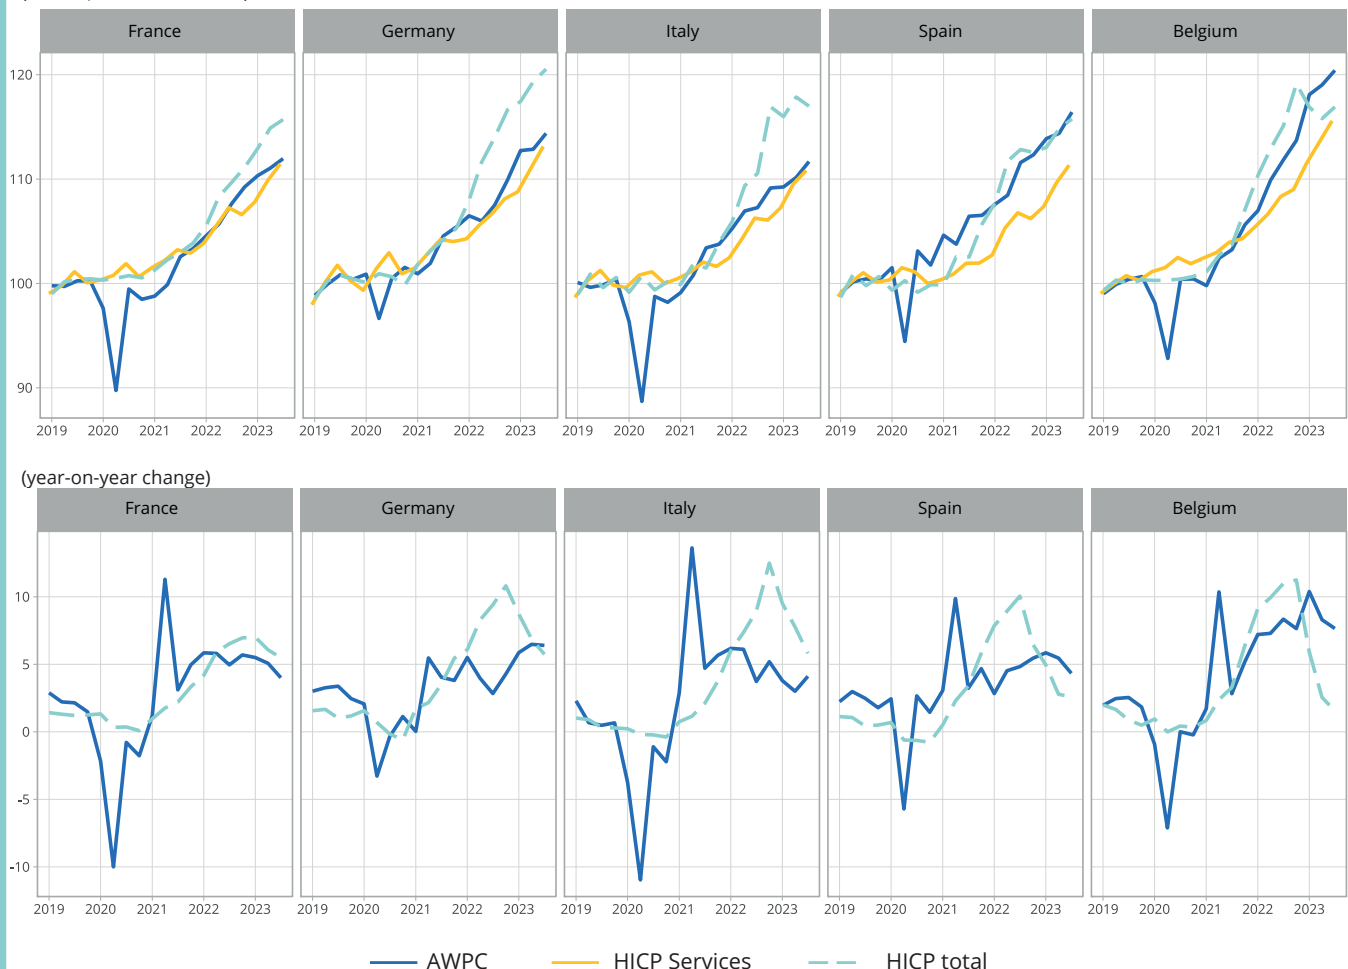 France Germany Italy Spain Belgium
120
110
100
90
2019 2020 2021 2022 2023 2019 2020 2021 2022 2023 2019 2020 2021 2022 2023 2019 2020 2021 2022 2023 2019 2020 2021 2022 2023
(year-on-year change)
France Germany Italy Spain Belgium
10
5
0
-5
-10
2019 2020 2021 2022 2023 2019 2020 2021 2022 2023 2019 2020 2021 2022 2023 2019 2020 2021 2022 2023 2019 2020 2021 2022 2023
AWPC HICP Services HICP total